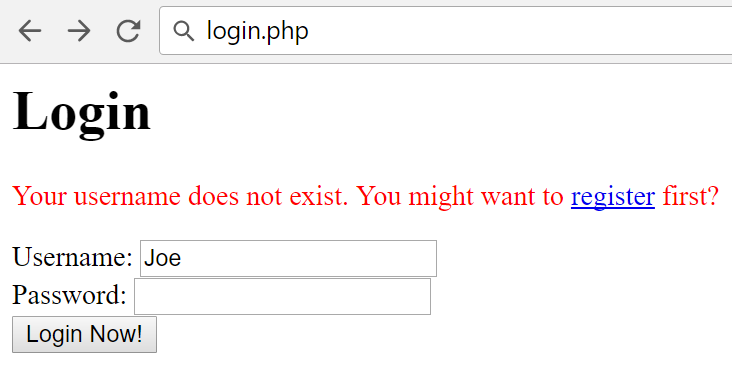 login.php
Login
Your username does not exist. You might want to register first?
Username: Joe
Password:
Login Now!